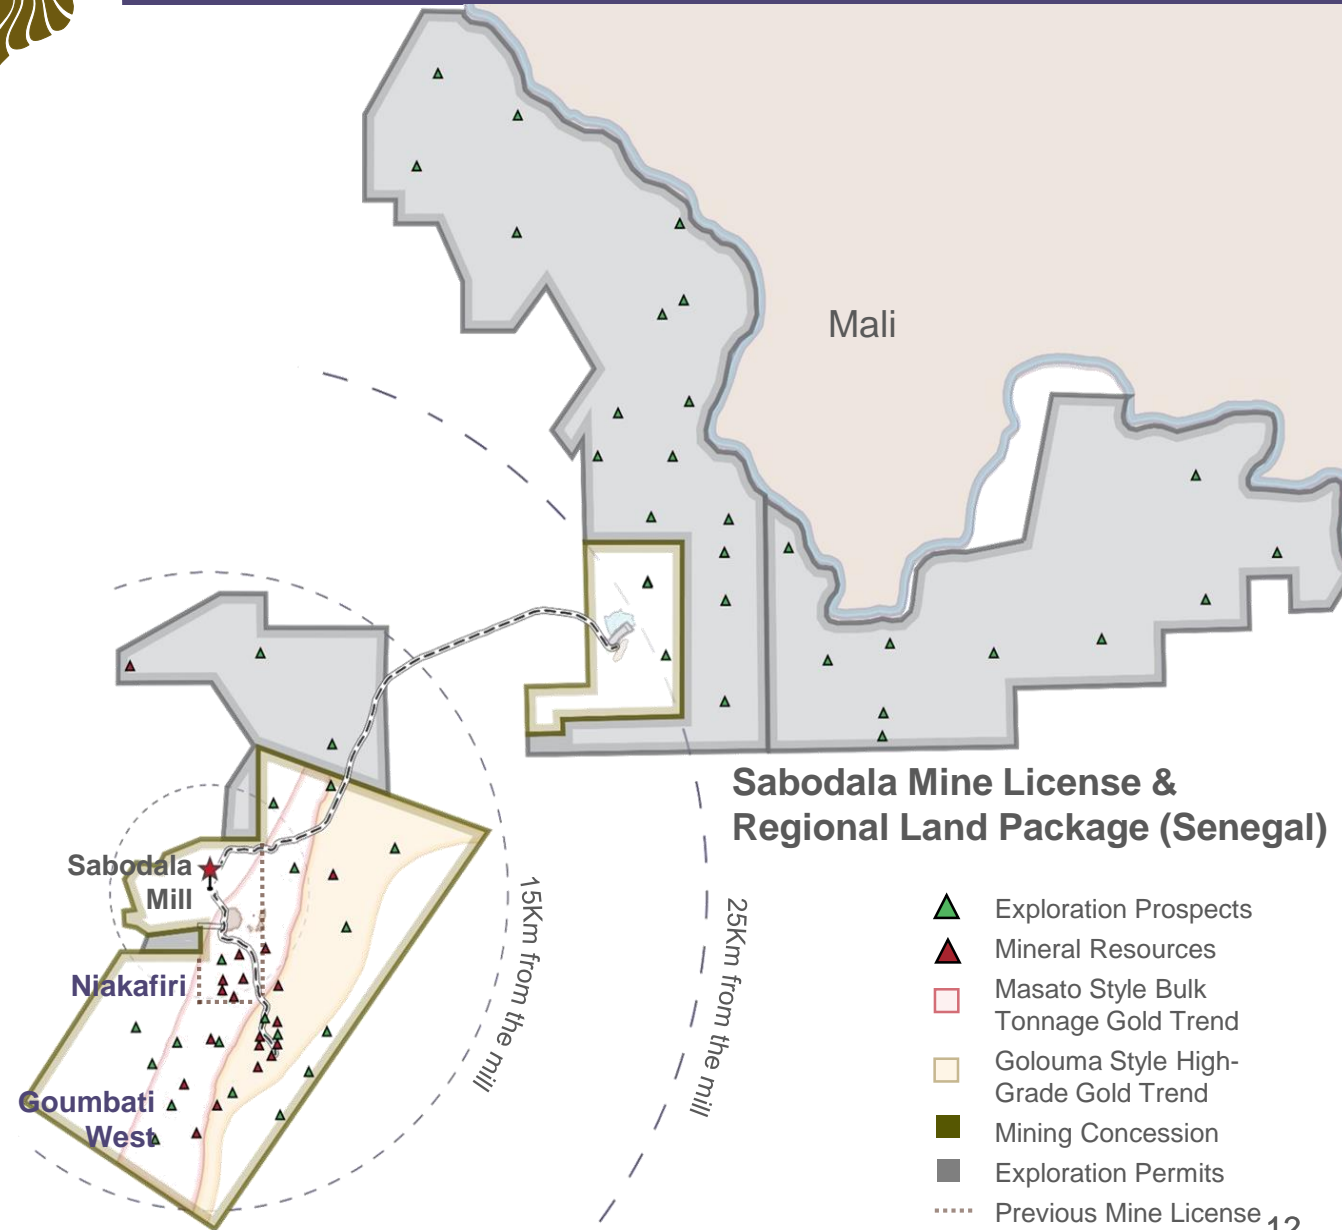 Mali
Sabodala Mine License &
Regional Land Package (Senegal)
Sabodala
Mill
Niakafiri
Goumbati
West
15Km from the mill
25Km from the mill
Exploration Prospects
Mineral Resources
Masato Style Bulk
Tonnage Gold Trend
Golouma Style High-
Grade Gold Trend
Mining Concession
Exploration Permits
Previous Mine License
12